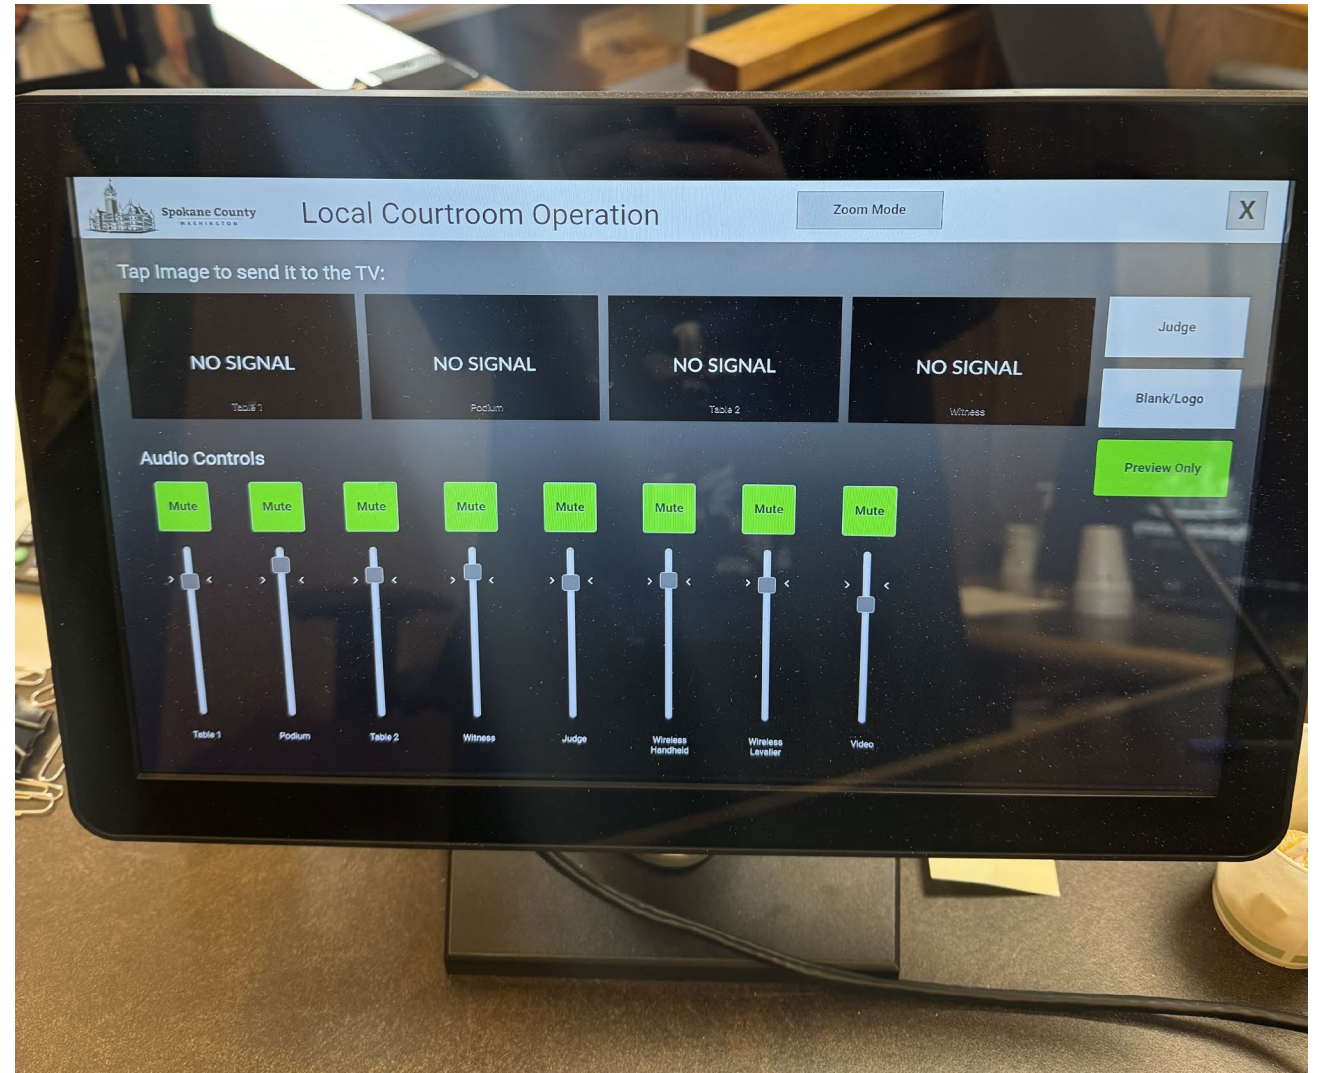 Spokane County
WASHINGTON
Local Courtroom Operation
Zoom Mode
X
Tap Image to send it to the TV:
NO SIGNAL
Table 1
NO SIGNAL
Podium
NO SIGNAL
Table 2
NO SIGNAL
Witness
Judge
Blank/Logo
Preview Only
Audio Controls
Mute
Mute
Mute
Mute
Mute
Mute
Mute
Mute
> <
> <
> <
> <
> <
> <
> <
> <
Table 1
Podium
Table 2
Witness
Judge
Wireless
Handheld
Wireless
Lavalier
Video